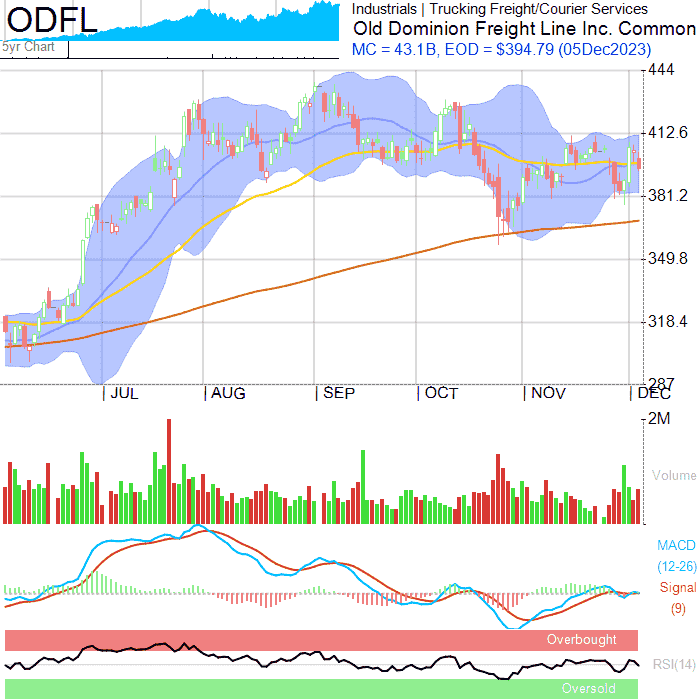 ODFL
5yr Chart
Industrials | Trucking Freight/Courier Services
Old Dominion Freight Line Inc. Common
MC = 43.1B, EOD = $394.79 (05Dec2023)
444
412.6
381.2
349.8
318.4
287
JUL AUG SEP OCT NOV DEC
2M
Volume
MACD
(12-26)
Signal
(9)
Overbought
RSI(14)
Oversold